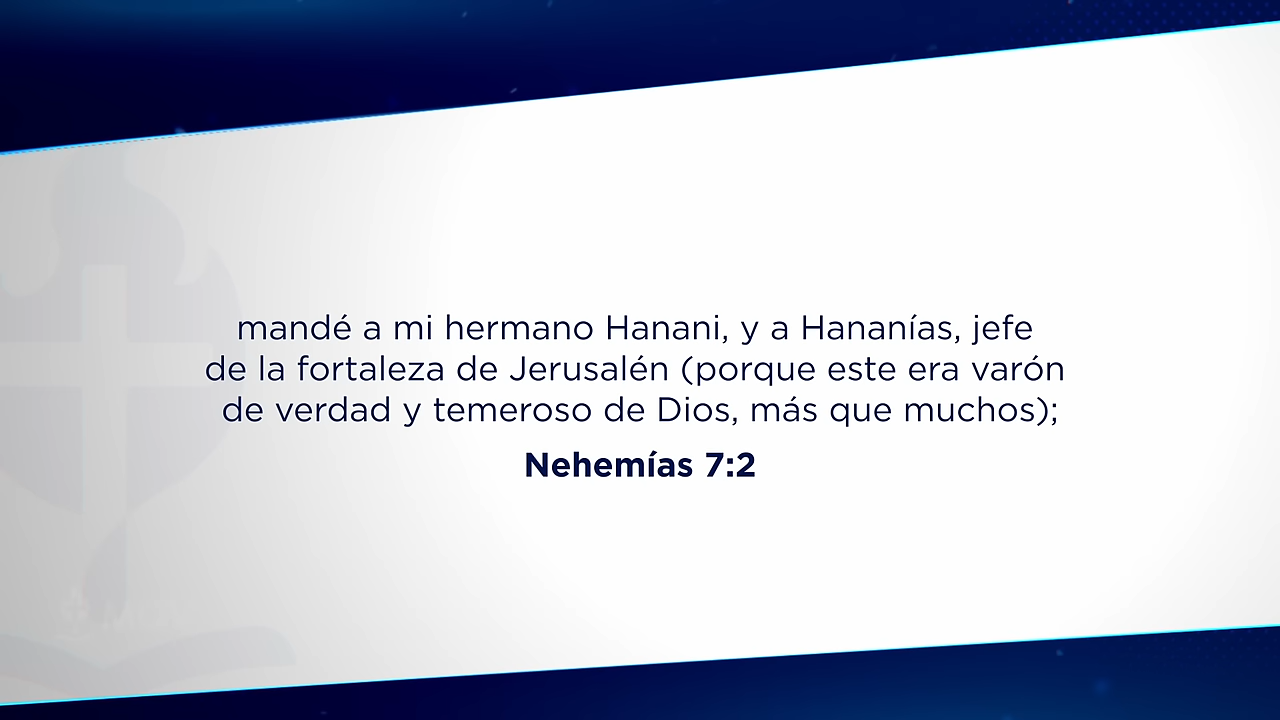 mandé a mi hermano Hanani, y a Hananías, jefe
de la fortaleza de Jerusalén (porque este era varón
de verdad y temeroso de Dios, más que muchos);
Nehemías 7:2